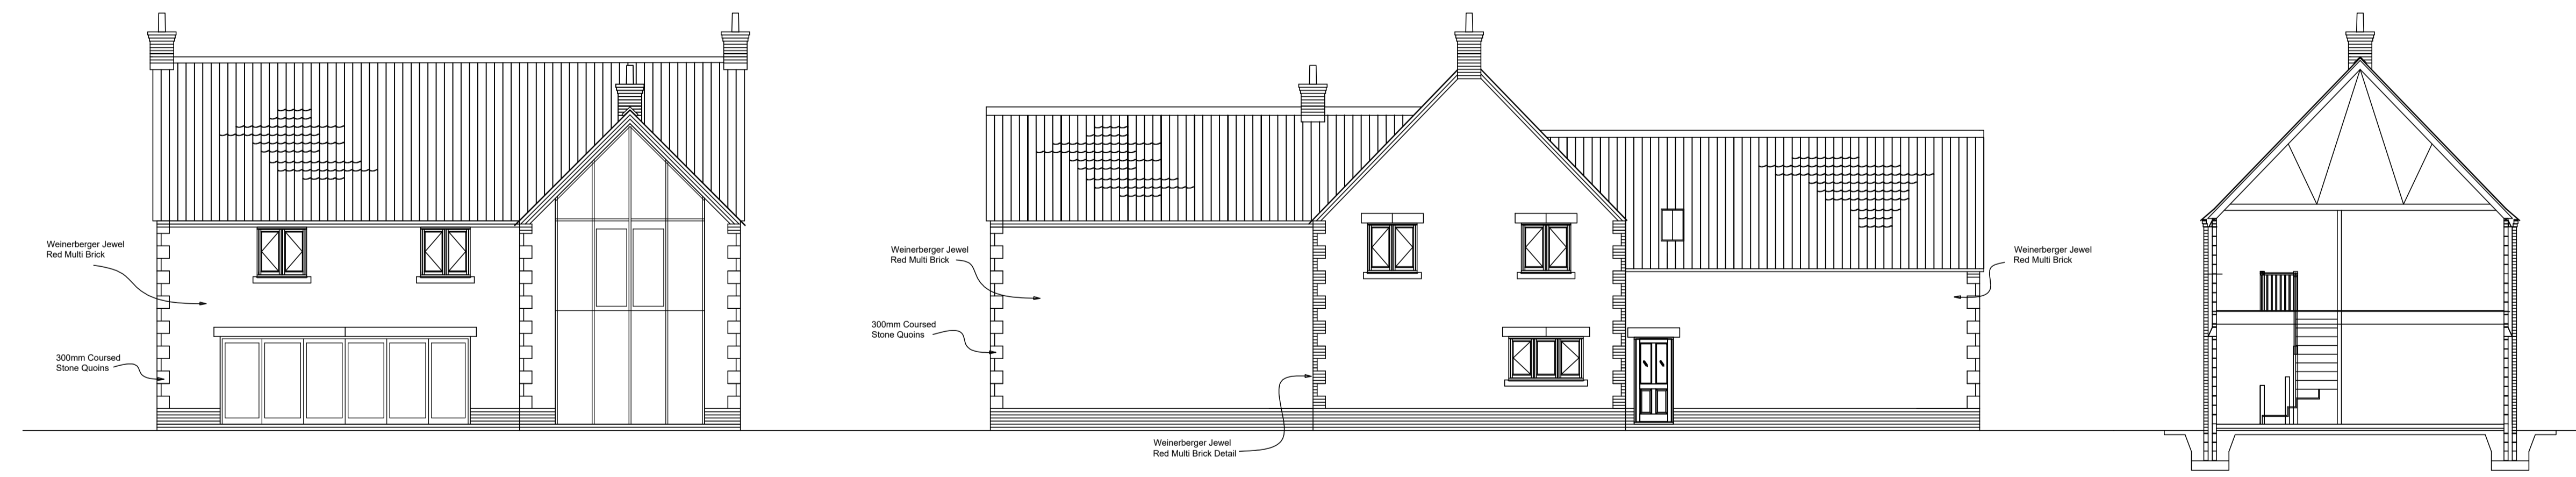 Weinerberger Jewel
Red Multi Brick
300mm Coursed
Stone Quoins
Weinerberger Jewel
Red Multi Brick
300mm Coursed
Stone Quoins
Weinerberger Jewel
Red Multi Brick Detail
Weinerberger Jewel
Red Multi Brick